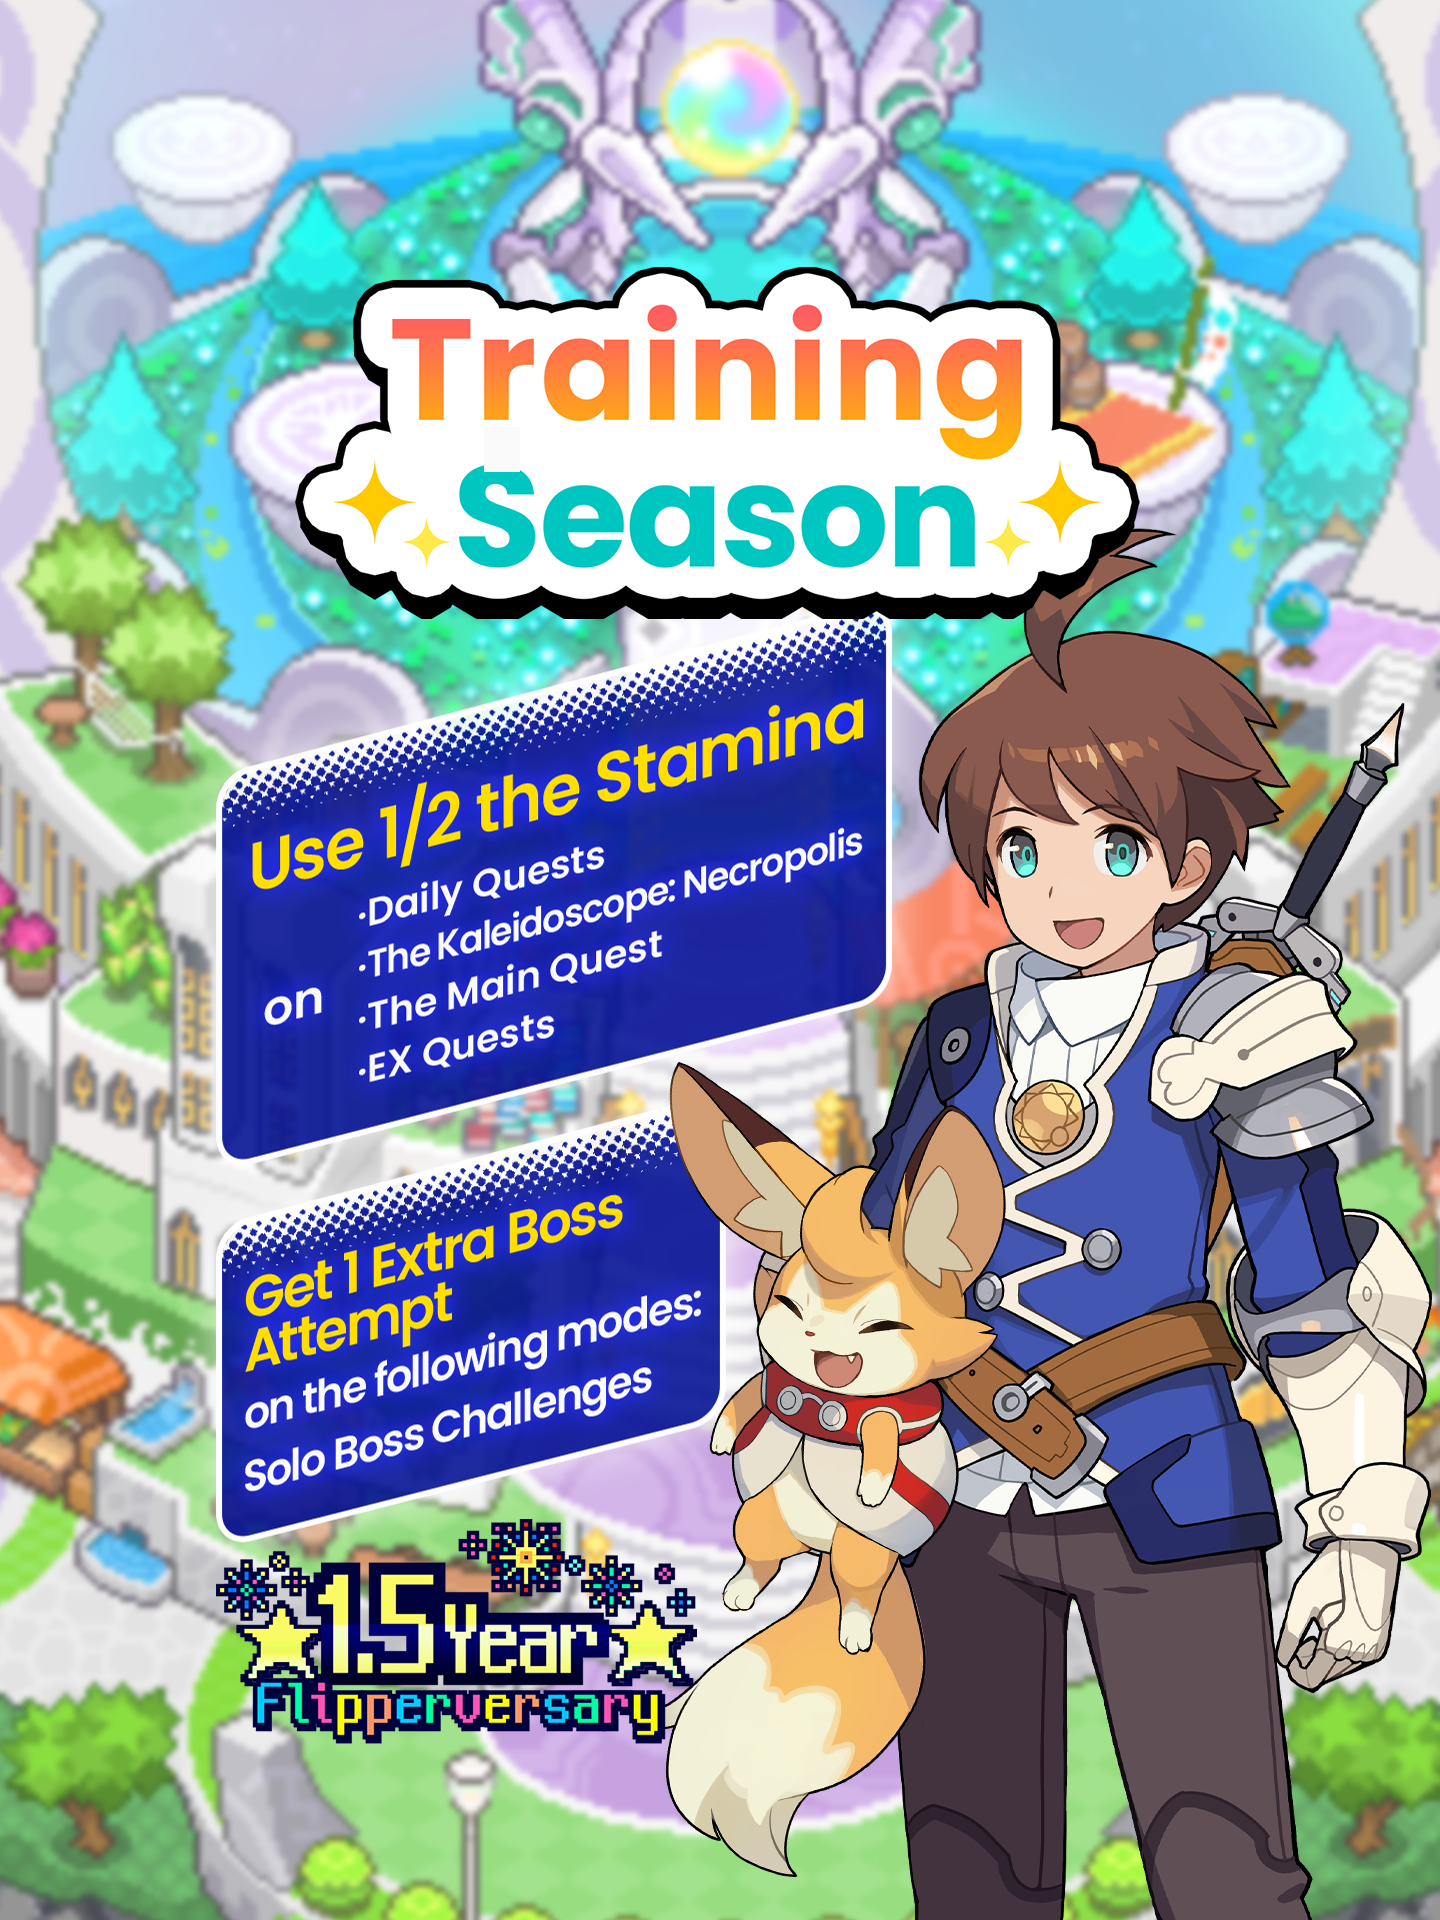 Training
Season
Use 1/2 the Stamina
on
·Daily Quests
·The Kaleidoscope: Necropolis
·The Main Quest
·EX Quests
Get 1 Extra Boss
Attempt
on the following modes:
Solo Boss Challenges
1.5 Year
Flipperversary